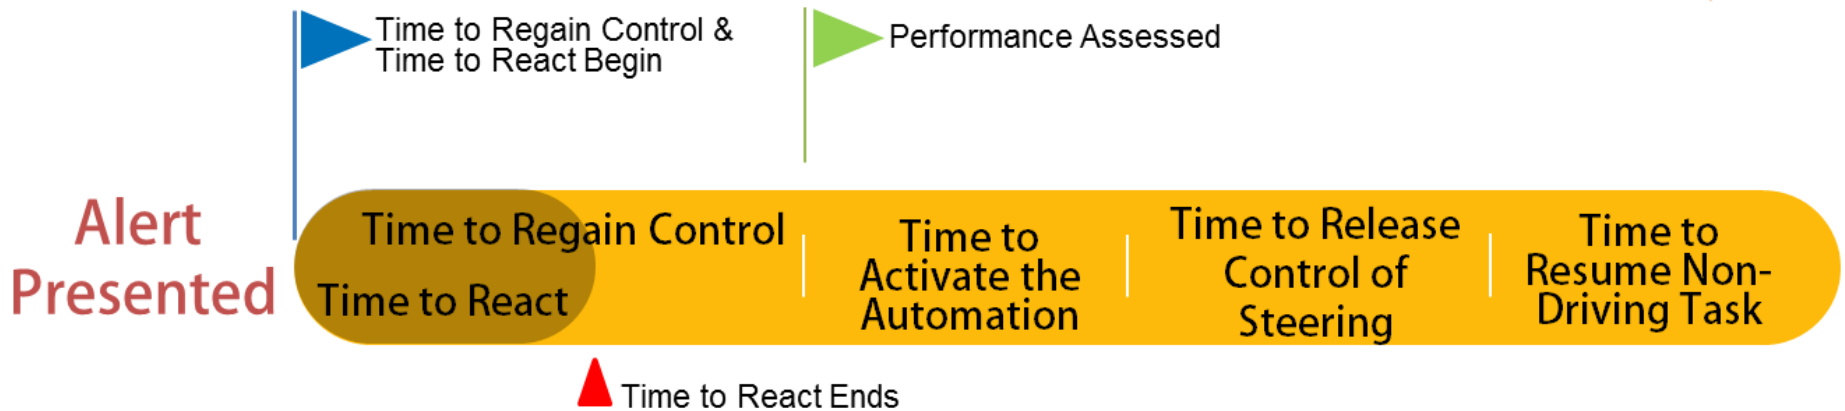 Time to Regain Control &
Time to React Begin
Performance Assessed
Alert
Presented
Time to Regain Control
Time to React
Time to
Activate the
Automation
Time to Release
Control of
Steering
Time to
Resume Non-
Driving Task
Time to React Ends